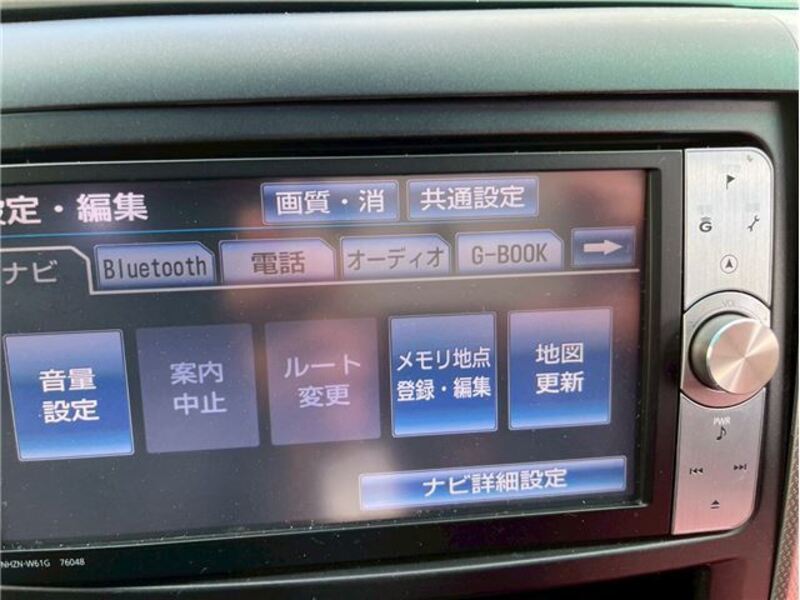 定・編集
画質・消
共通設定
ナビ
Bluetooth
電話
オーディオ
G-BOOK
音量
設定
案内
中止
ルート
変更
メモリ地点
登録・編集
地図
更新
ナビ詳細設定
NHZN-W61G 76048
G
VOL
PWR